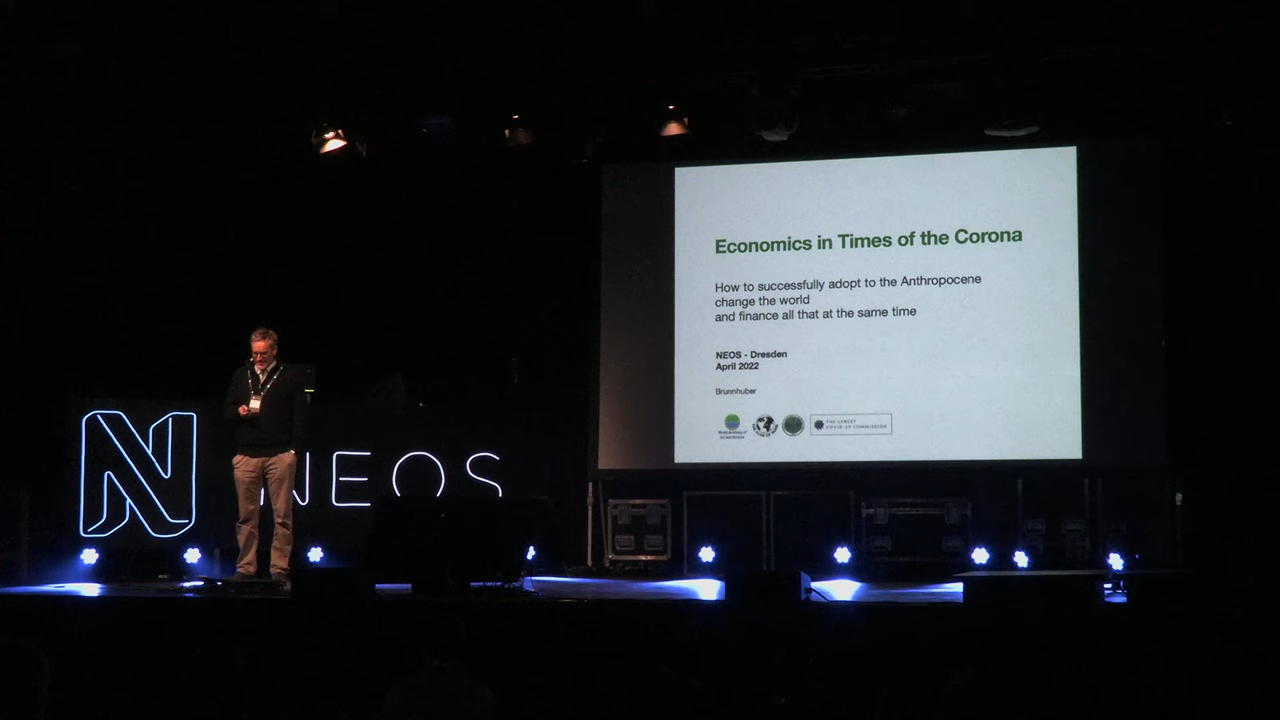 Economics in Times of the Corona
How to successfully adopt to the Anthropocene
change the world
and finance all that at the same time
NEOS - Dresden
April 2022
Brunnhuber
THE LANCET
COVID-19 COMMISSION
NEOS